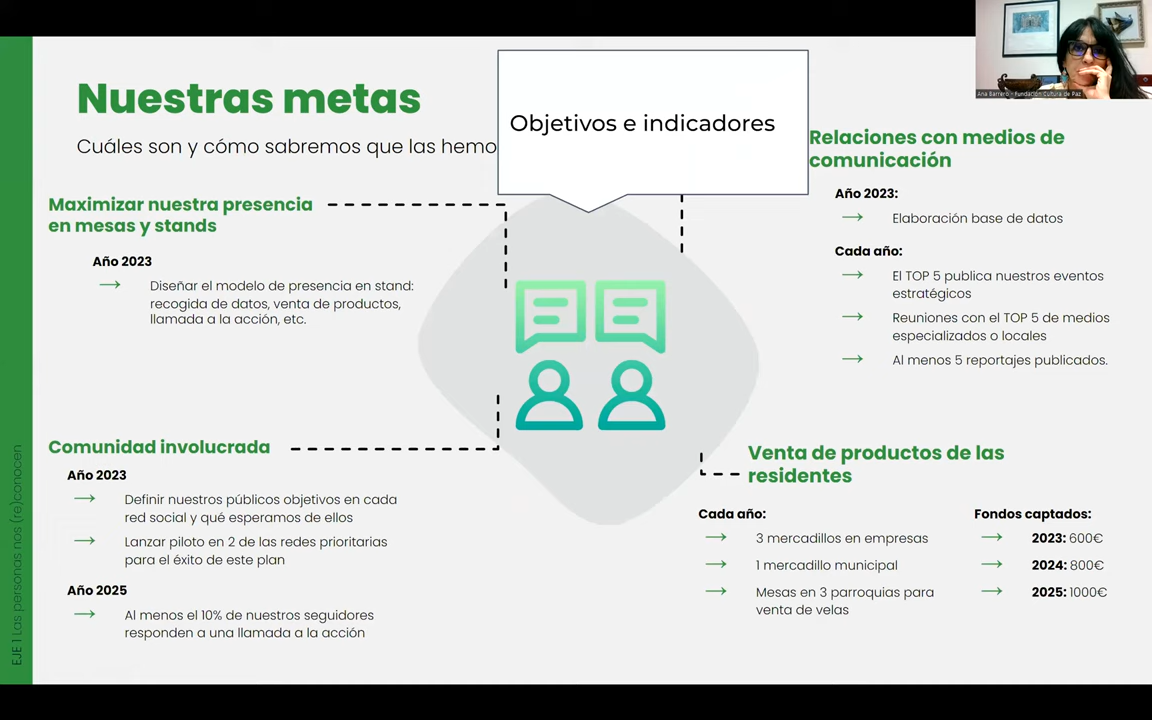 Nuestras metas
Cuáles son y cómo sabremos que las hemo
Objetivos e indicadores
Ana Barrero - Fundación Cultura de Paz
Maximizar nuestra presencia
en mesas y stands
Año 2023
→ Diseñar el modelo de presencia en stand:
recogida de datos, venta de productos,
llamada a la acción, etc.
Relaciones con medios de
comunicación
Año 2023:
→ Elaboración base de datos
Cada año:
→ El TOP 5 publica nuestros eventos
estratégicos
→ Reuniones con el TOP 5 de medios
especializados o locales
→ Al menos 5 reportajes publicados.
Comunidad involucrada
Año 2023
→ Definir nuestros públicos objetivos en cada
red social y qué esperamos de ellos
→ Lanzar piloto en 2 de las redes prioritarias
para el éxito de este plan
Año 2025
→ Al menos el 10% de nuestros seguidores
responden a una llamada a la acción
Venta de productos de las
residentes
Cada año:
→ 3 mercadillos en empresas
→ 1 mercadillo municipal
→ Mesas en 3 parroquias para
venta de velas
Fondos captados:
→ 2023: 600€
→ 2024: 800€
→ 2025: 1000€
EJE 1 Las personas nos (re)conocen